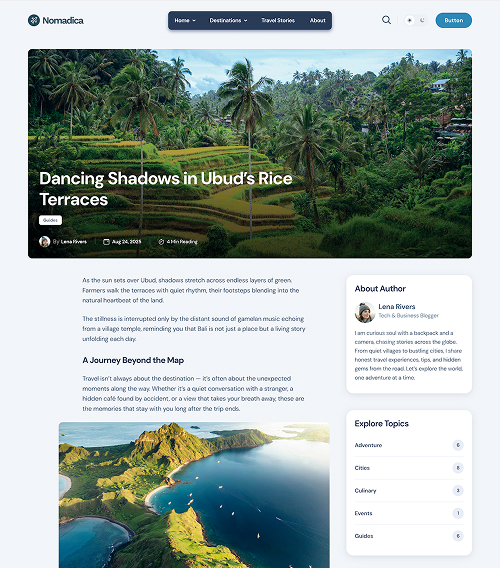 Nomadica
Home
Destinations
Travel Stories
About
Button
Dancing Shadows in Ubud's Rice
Terraces
Guides
By Lena Rivers
Aug 24, 2025
4 Min Reading
As the sun sets over Ubud, shadows stretch across endless layers of green.
Farmers walk the terraces with quiet rhythm, their footsteps blending into the
natural heartbeat of the land.
The stillness is interrupted only by the distant sound of gamelan music echoing
from a village temple, reminding you that Bali is not just a place but a living story
unfolding each day.
A Journey Beyond the Map
Travel isn't always about the destination — it's often about the unexpected
moments along the way. Whether it's a quiet conversation with a stranger, a
hidden café found by accident, or a view that takes your breath away, these are
the memories that stay with you long after the trip ends.
About Author
Lena Rivers
Tech & Business Blogger
I am curious soul with a backpack and a
camera, chasing stories across the globe.
From quiet villages to bustling cities, I share
honest travel experiences, tips, and hidden
gems from the road. Let's explore the world,
one adventure at a time.
Explore Topics
Adventure 6
Cities 8
Culinary 3
Events 1
Guides 6